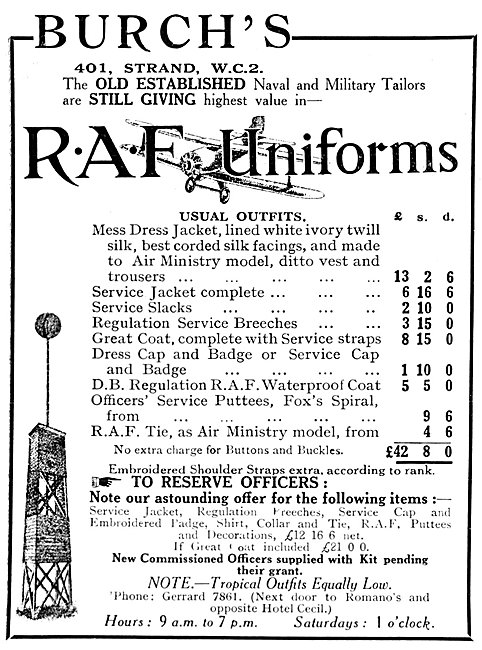 BURCH'S
401, STRAND, W.C.2.
The OLD ESTABLISHED Naval and Military Tailors
are STILL GIVING highest value in—
R·AF Uniforms
USUAL OUTFITS. £ s. d.
Mess Dress Jacket, lined white ivory twill
silk, best corded silk facings, and made
to Air Ministry model, ditto vest and
trousers ... ... ... ... 13 2 6
Service Jacket complete ... ... ... 6 16 6
Service Slacks ... ... ... .. 2 10 0
Regulation Service Breeches ... ... 3 15 0
Great Coat, complete with Service straps 8 15 0
Dress Cap and Badge or Service Cap
and Badge ... ... ... ... 1 10 0
D.B. Regulation R.A.F. Waterproof Coat 5 5 0
Officers' Service Puttees, Fox's Spiral,
from ... ... ... ... ... 9 6
R.A.F. Tie, as Air Ministry model, from 4 6
No extra charge for Buttons and Buckles. £42 8 0
Embroidered Shoulder Straps extra, according to rank.
TO RESERVE OFFICERS:
Note our astounding offer for the following items:—
Service Jacket, Regulation Breeches, Service Cap and
Embroidered Badge, Shirt, Collar and Tie, R.A.F. Puttees
and Decorations, £12 16 6 net.
If Great Coat included £21 0 0.
New Commissioned Officers supplied with Kit pending
their grant.
NOTE.—Tropical Outfits Equally Low.
'Phone: Gerrard 7861. (Next door to Romano's and
opposite Hotel Cecil.)
Hours: 9 a.m. to 7 p.m. Saturdays: 1 o'clock.